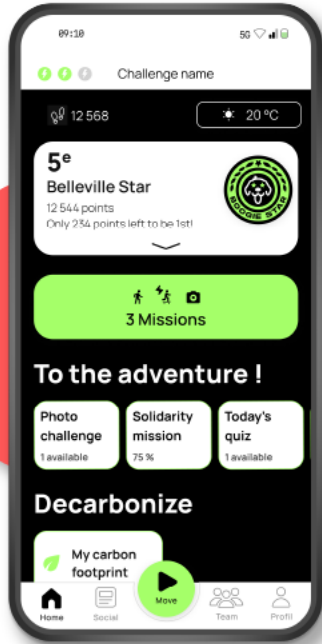 09:10
5G
Challenge name
12 568
20 °C
5e
Belleville Star
12 544 points
Only 234 points left to be 1st!
BOOGIE STAR
3 Missions
To the adventure !
Photo challenge
1 available
Solidarity mission
75 %
Today's quiz
1 available
Decarbonize
My carbon footprint
Home
Social
Move
Team
Profil